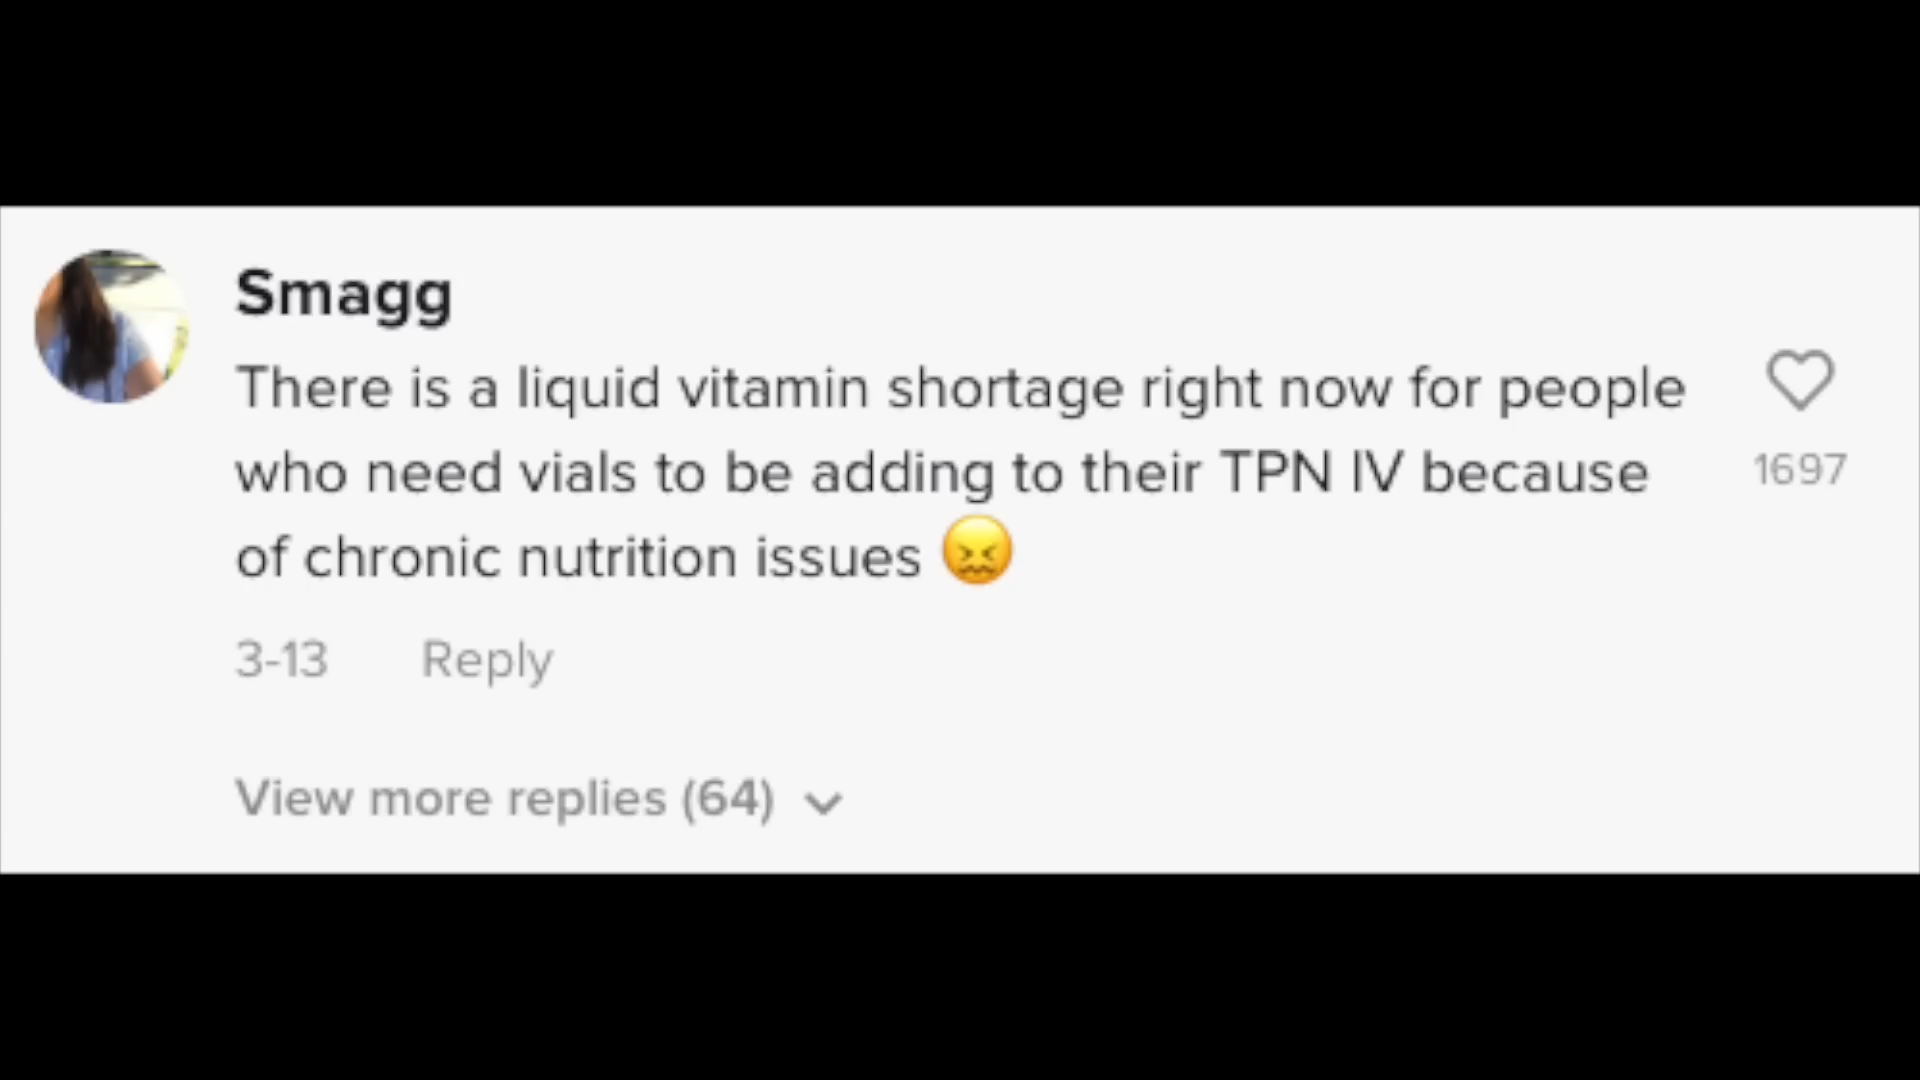 Smagg
There is a liquid vitamin shortage right now for people
who need vials to be adding to their TPN IV because
of chronic nutrition issues 😖
1697
3-13 Reply
View more replies (64)